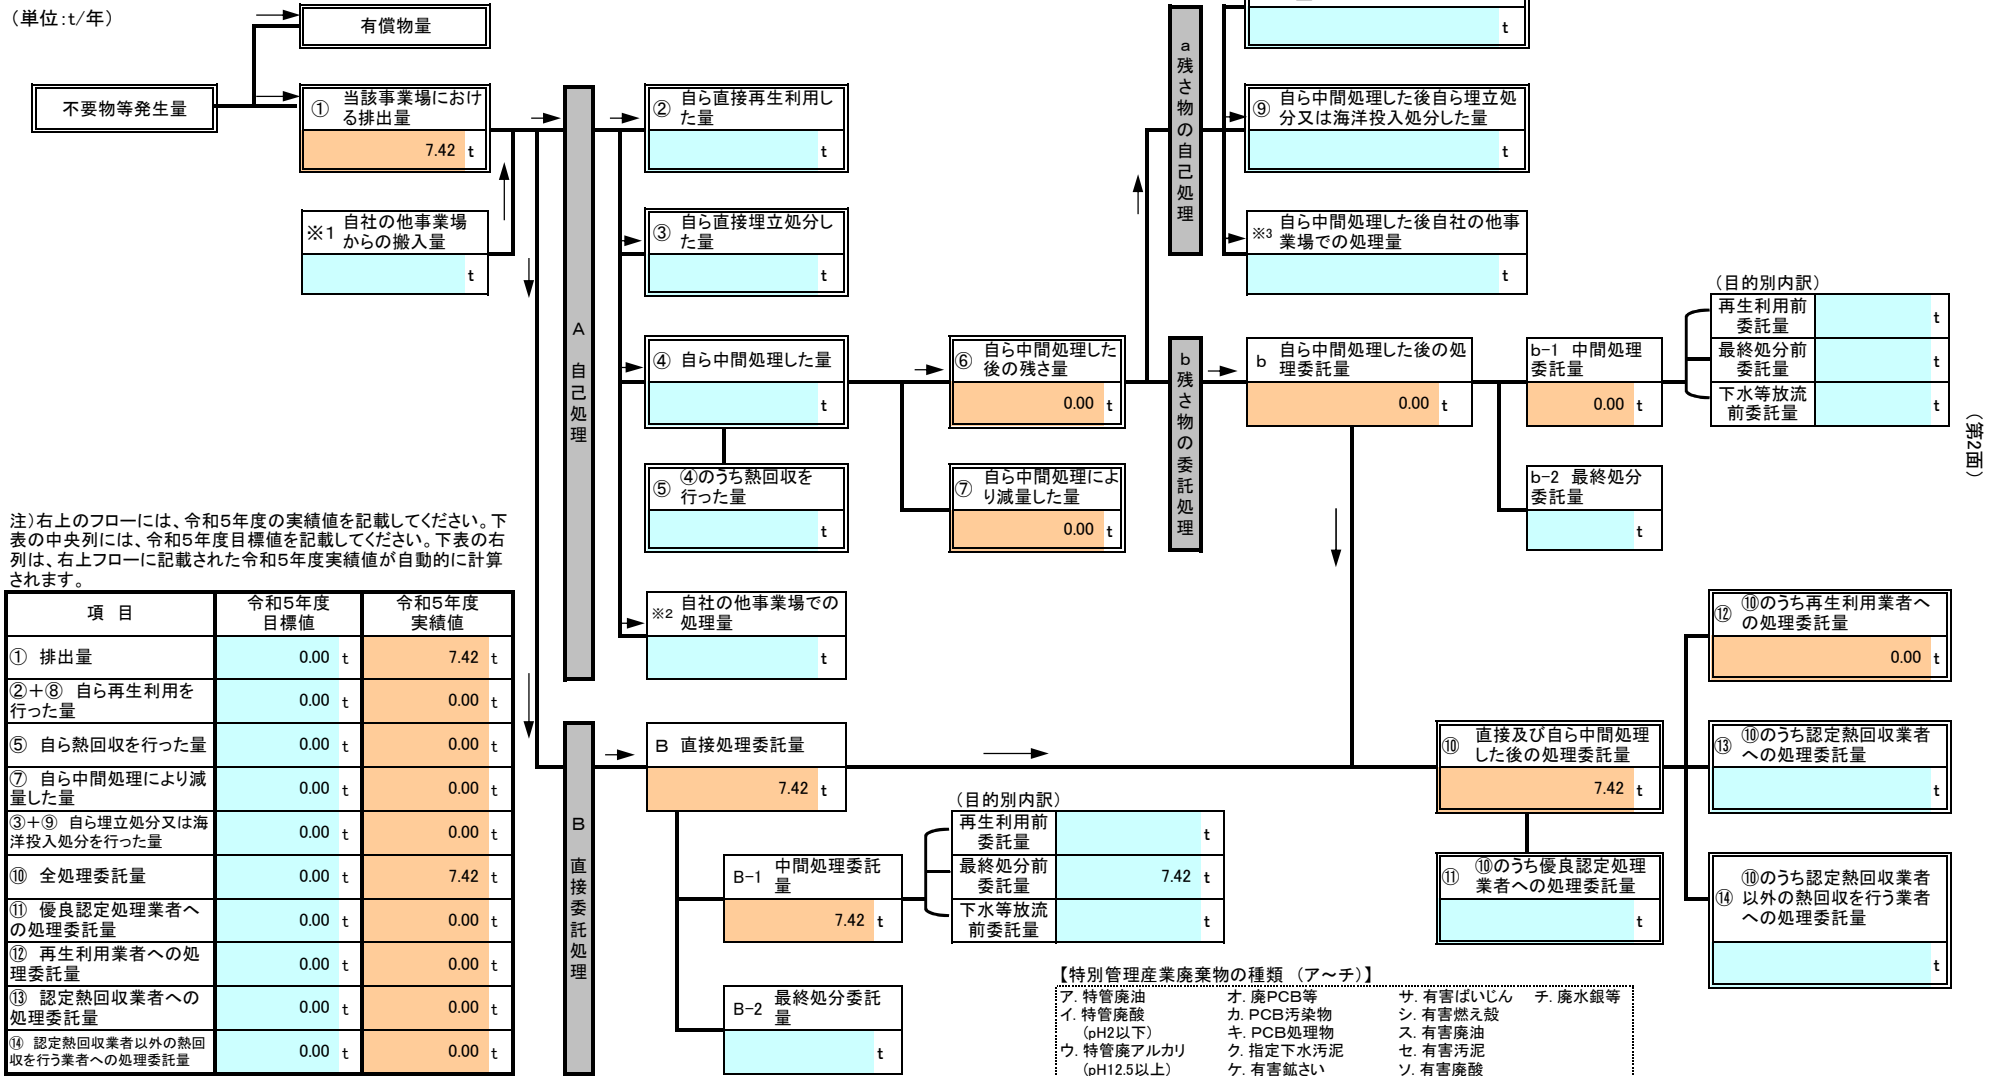 （単位：t/年）
有償物量
不要物等発生量
① 当該事業場におけ
る排出量
7.42 t
※1 自社の他事業場
からの搬入量
t
A 自己処理
② 自ら直接再生利用し
た量
t
③ 自ら直接埋立処分し
た量
t
④ 自ら中間処理した量
t
⑤ ④のうち熱回収を
行った量
t
※2 自社の他事業場での
処理量
t
⑥ 自ら中間処理した
後の残さ量
0.00 t
⑦ 自ら中間処理によ
り減量した量
0.00 t
a 残さ物の自己処理
t
⑨ 自ら中間処理した後自ら埋立処
分又は海洋投入処分した量
t
※3 自ら中間処理した後自社の他事
業場での処理量
t
b 残さ物の委託処理
b 自ら中間処理した後の処
理委託量
0.00 t
b-1 中間処理
委託量
0.00 t
（目的別内訳）
再生利用前
委託量
t
最終処分前
委託量
t
下水等放流
前委託量
t
b-2 最終処分
委託量
t
（第2面）
注）右上のフローには、令和5年度の実績値を記載してください。下
表の中央列には、令和5年度目標値を記載してください。下表の右
列は、右上フローに記載された令和5年度実績値が自動的に計算
されます。
項 目
令和5年度
目標値
令和5年度
実績値
① 排出量 0.00 t 7.42 t
②＋⑧ 自ら再生利用を
行った量 0.00 t 0.00 t
⑤ 自ら熱回収を行った量 0.00 t 0.00 t
⑦ 自ら中間処理により減
量した量 0.00 t 0.00 t
③＋⑨ 自ら埋立処分又は海
洋投入処分を行った量 0.00 t 0.00 t
⑩ 全処理委託量 0.00 t 7.42 t
⑪ 優良認定処理業者へ
の処理委託量 0.00 t 0.00 t
⑫ 再生利用業者への処
理委託量 0.00 t 0.00 t
⑬ 認定熱回収業者への
処理委託量 0.00 t 0.00 t
⑭ 認定熱回収業者以外の熱回
収を行う業者への処理委託量 0.00 t 0.00 t
B 直接委託処理
B 直接処理委託量
7.42 t
B-1 中間処理委託
量
7.42 t
（目的別内訳）
再生利用前
委託量
t
最終処分前
委託量
7.42 t
下水等放流
前委託量
t
B-2 最終処分委託
量
t
⑩ 直接及び自ら中間処理
した後の処理委託量
7.42 t
⑪ ⑩のうち優良認定処理
業者への処理委託量
t
⑫ ⑩のうち再生利用業者へ
の処理委託量
0.00 t
⑬ ⑩のうち認定熱回収業者
への処理委託量
t
⑭ ⑩のうち認定熱回収業者
以外の熱回収を行う業者
への処理委託量
t
【特別管理産業廃棄物の種類 （ア～チ）】
ア. 特管廃油 オ. 廃PCB等 サ. 有害ばいじん チ. 廃水銀等
イ. 特管廃酸 カ. PCB汚染物 シ. 有害燃え殻
（pH2以下） キ. PCB処理物 ス. 有害廃油
ウ. 特管廃アルカリ ク. 指定下水汚泥 セ. 有害汚泥
（pH12.5以上） ケ. 有害鉱さい ソ. 有害廃酸